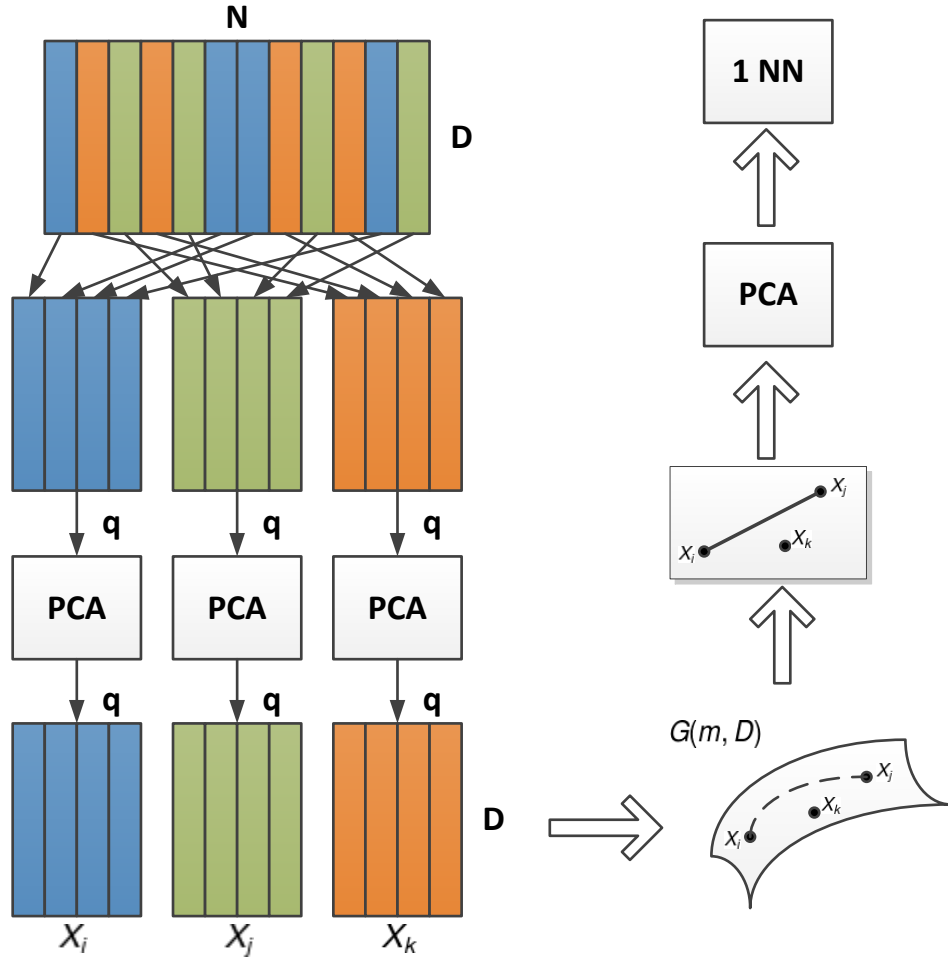 N
D
q q q
PCA PCA PCA
q q q
D
X_i X_j X_k
G(m, D)
X_j
X_k
X_i
X_j
X_k
X_i
PCA
1 NN